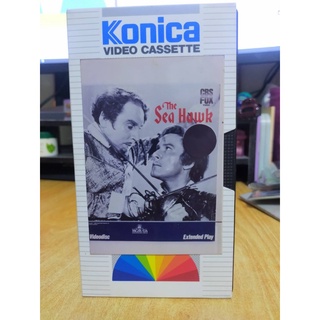 Konica
VIDEO CASSETTE
CBS
FOX
The
Sea Hawk
VideoDisc
Extended Play